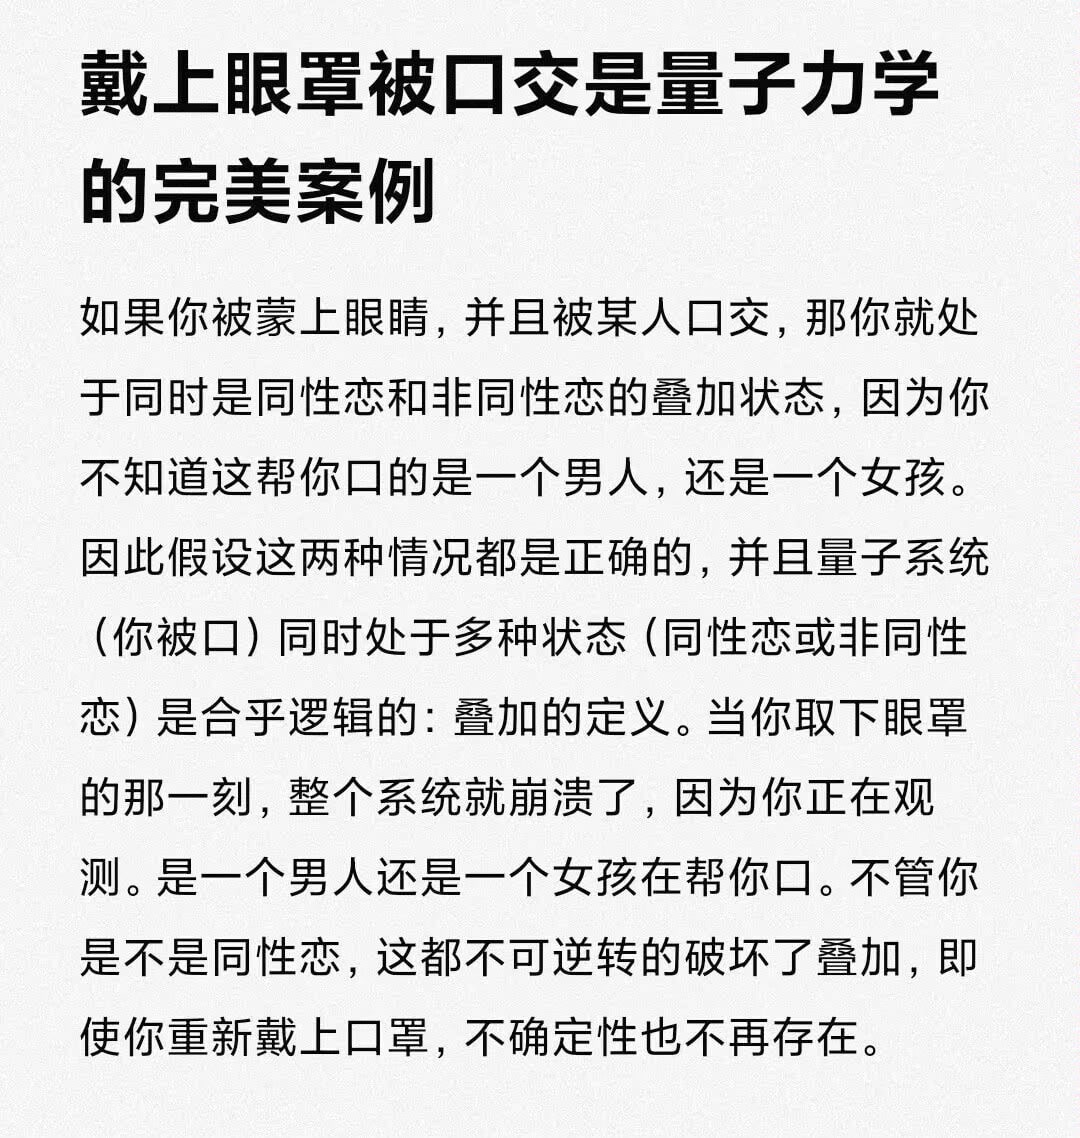 戴上眼罩被口交是量子力学
的完美案例
如果你被蒙上眼睛，并且被某人口交，那你就处
于同时是同性恋和非同性恋的叠加状态，因为你
不知道这帮你口的是一个男人，还是一个女孩。
因此假设这两种情况都是正确的，并且量子系统
（你被口）同时处于多种状态（同性恋或非同性
恋）是合乎逻辑的：叠加的定义。当你取下眼罩
的那一刻，整个系统就崩溃了，因为你正在观
测。是一个男人还是一个女孩在帮你口。不管你
是不是同性恋，这都不可逆转的破坏了叠加，即
使你重新戴上口罩，不确定性也不再存在。